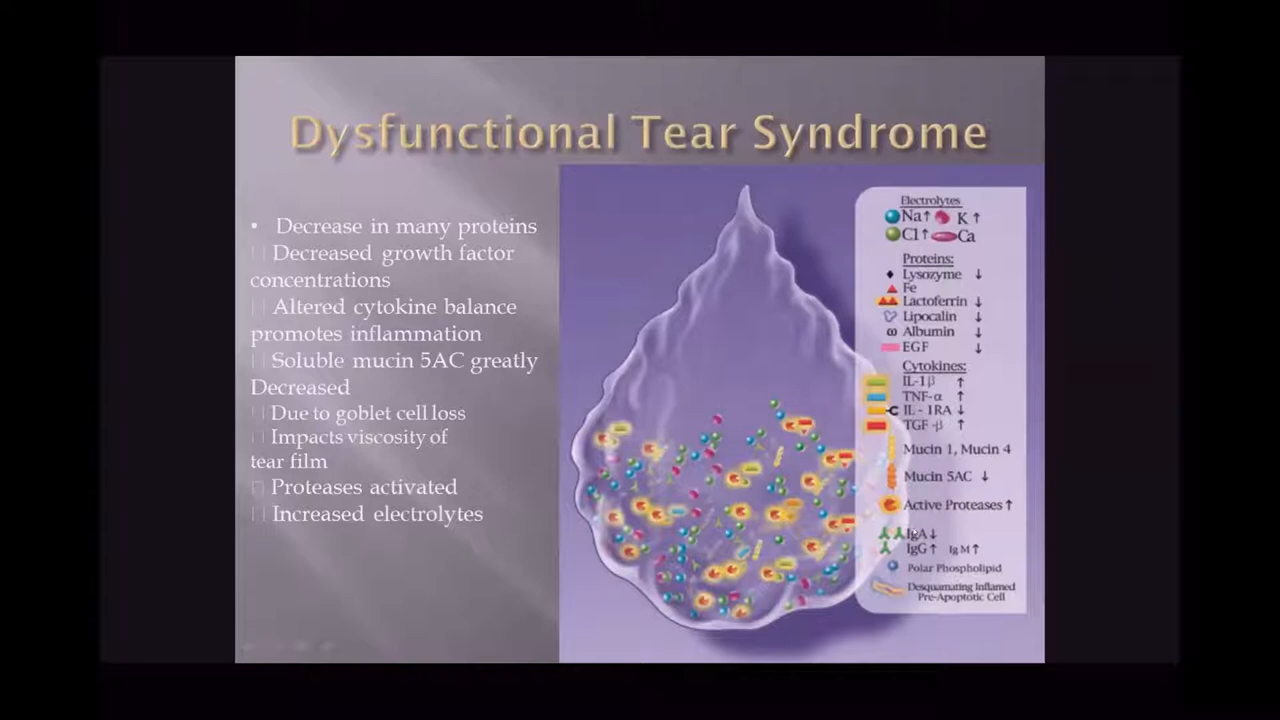 Dysfunctional Tear Syndrome
• Decrease in many proteins
Decreased growth factor
concentrations
Altered cytokine balance
promotes inflammation
Soluble mucin 5AC greatly
Decreased
Due to goblet cell loss
Impacts viscosity of
tear film
Proteases activated
Increased electrolytes
Electrolytes
Na↑ K↑
Cl↑ Ca
Proteins:
Lysozyme ↓
Fe
Lactoferrin ↓
Lipocalin ↓
Albumin ↓
EGF ↓
Cytokines:
IL-1β ↑
TNF-α ↑
IL - 1RA ↓
TGF -β ↑
Mucin 1, Mucin 4
Mucin 5AC ↓
Active Proteases ↑
IgA ↓
IgG ↑ IgM ↑
Polar Phospholipid
Desquamating Inflamed
Pre-Apoptotic Cell